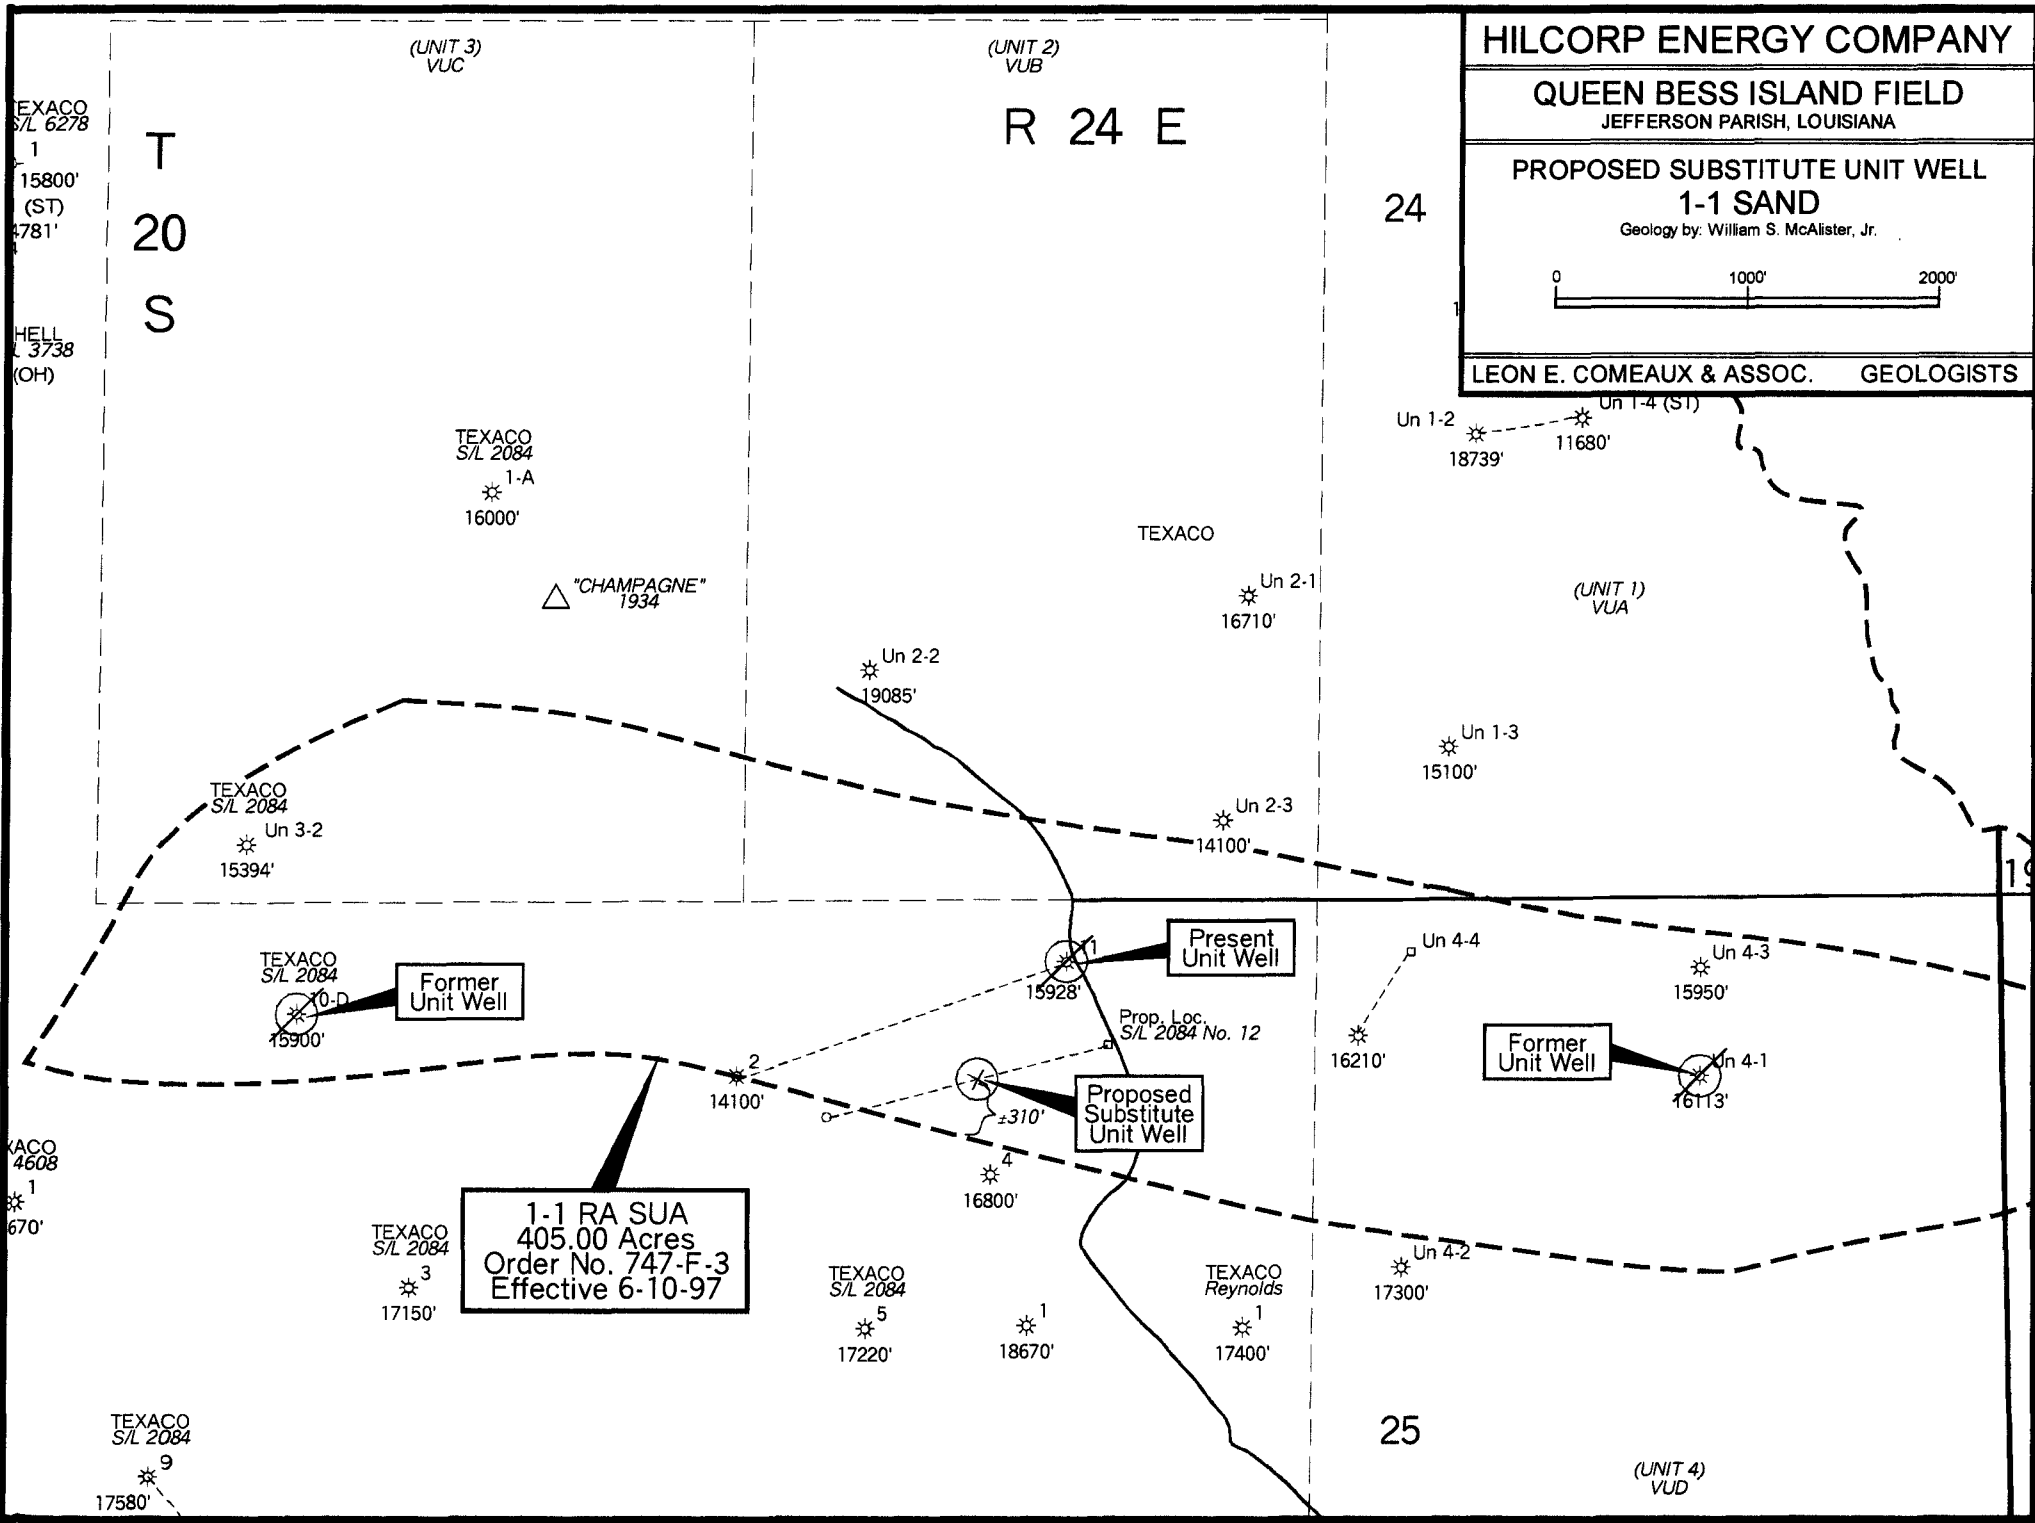 HILCORP ENERGY COMPANY
QUEEN BESS ISLAND FIELD
JEFFERSON PARISH, LOUISIANA
PROPOSED SUBSTITUTE UNIT WELL
1-1 SAND
Geology by: William S. McAlister, Jr.
0 1000' 2000'
LEON E. COMEAUX & ASSOC. GEOLOGISTS
(UNIT 3)
VUC
(UNIT 2)
VUB
R 24 E
T
20
S
24
TEXACO
S/L 6278
1
15800'
(ST)
4781'
HELL
L 3738
(OH)
TEXACO
S/L 2084
1-A
16000'
"CHAMPAGNE"
1934
TEXACO
Un 2-1
16710'
Un 1-2
18739'
Un 1-4 (ST)
11680'
(UNIT 1)
VUA
Un 2-2
19085'
Un 1-3
15100'
Un 2-3
14100'
TEXACO
S/L 2084
Un 3-2
15394'
19
TEXACO
S/L 2084
10-D
15900'
Former
Unit Well
11
15928'
Present
Unit Well
Un 4-4
16210'
Un 4-3
15950'
Prop. Loc.
S/L 2084 No. 12
Former
Unit Well
Un 4-1
16113'
2
14100'
±310'
Proposed
Substitute
Unit Well
4
16800'
XACO
4608
1
670'
1-1 RA SUA
405.00 Acres
Order No. 747-F-3
Effective 6-10-97
TEXACO
S/L 2084
3
17150'
TEXACO
S/L 2084
5
17220'
1
18670'
TEXACO
Reynolds
1
17400'
Un 4-2
17300'
TEXACO
S/L 2084
9
17580'
25
(UNIT 4)
VUD